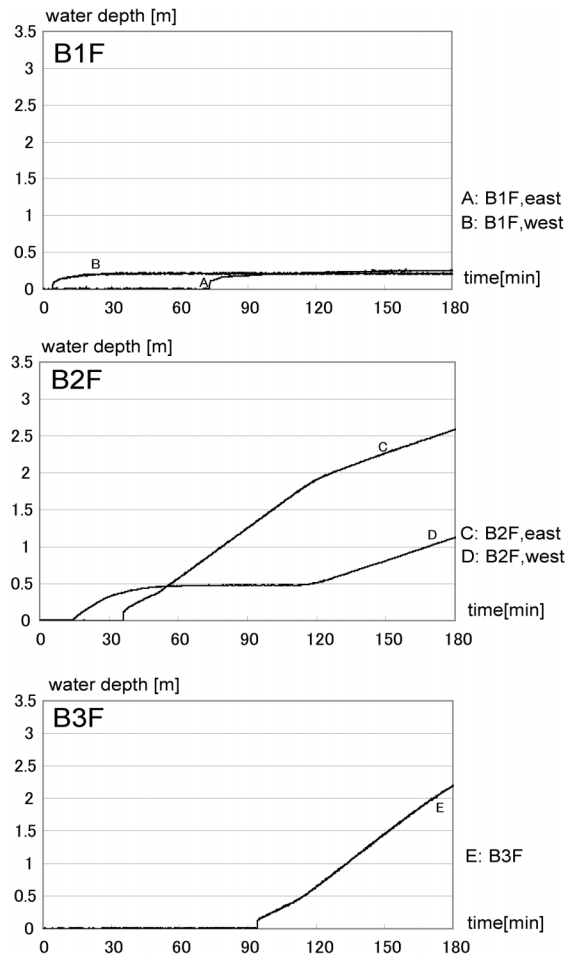 water depth [m]
3.5
B1F
3
2.5
2
1.5
1
A: B1F,east
B: B1F,west
0.5
B
A
time[min]
0
0 30 60 90 120 150 180
water depth [m]
3.5
B2F
3
2.5
C
2
1.5
1
D
C: B2F,east
D: B2F,west
0.5
time[min]
0
0 30 60 90 120 150 180
water depth [m]
3.5
B3F
3
2.5
2
E
1.5
E: B3F
1
0.5
time[min]
0
0 30 60 90 120 150 180